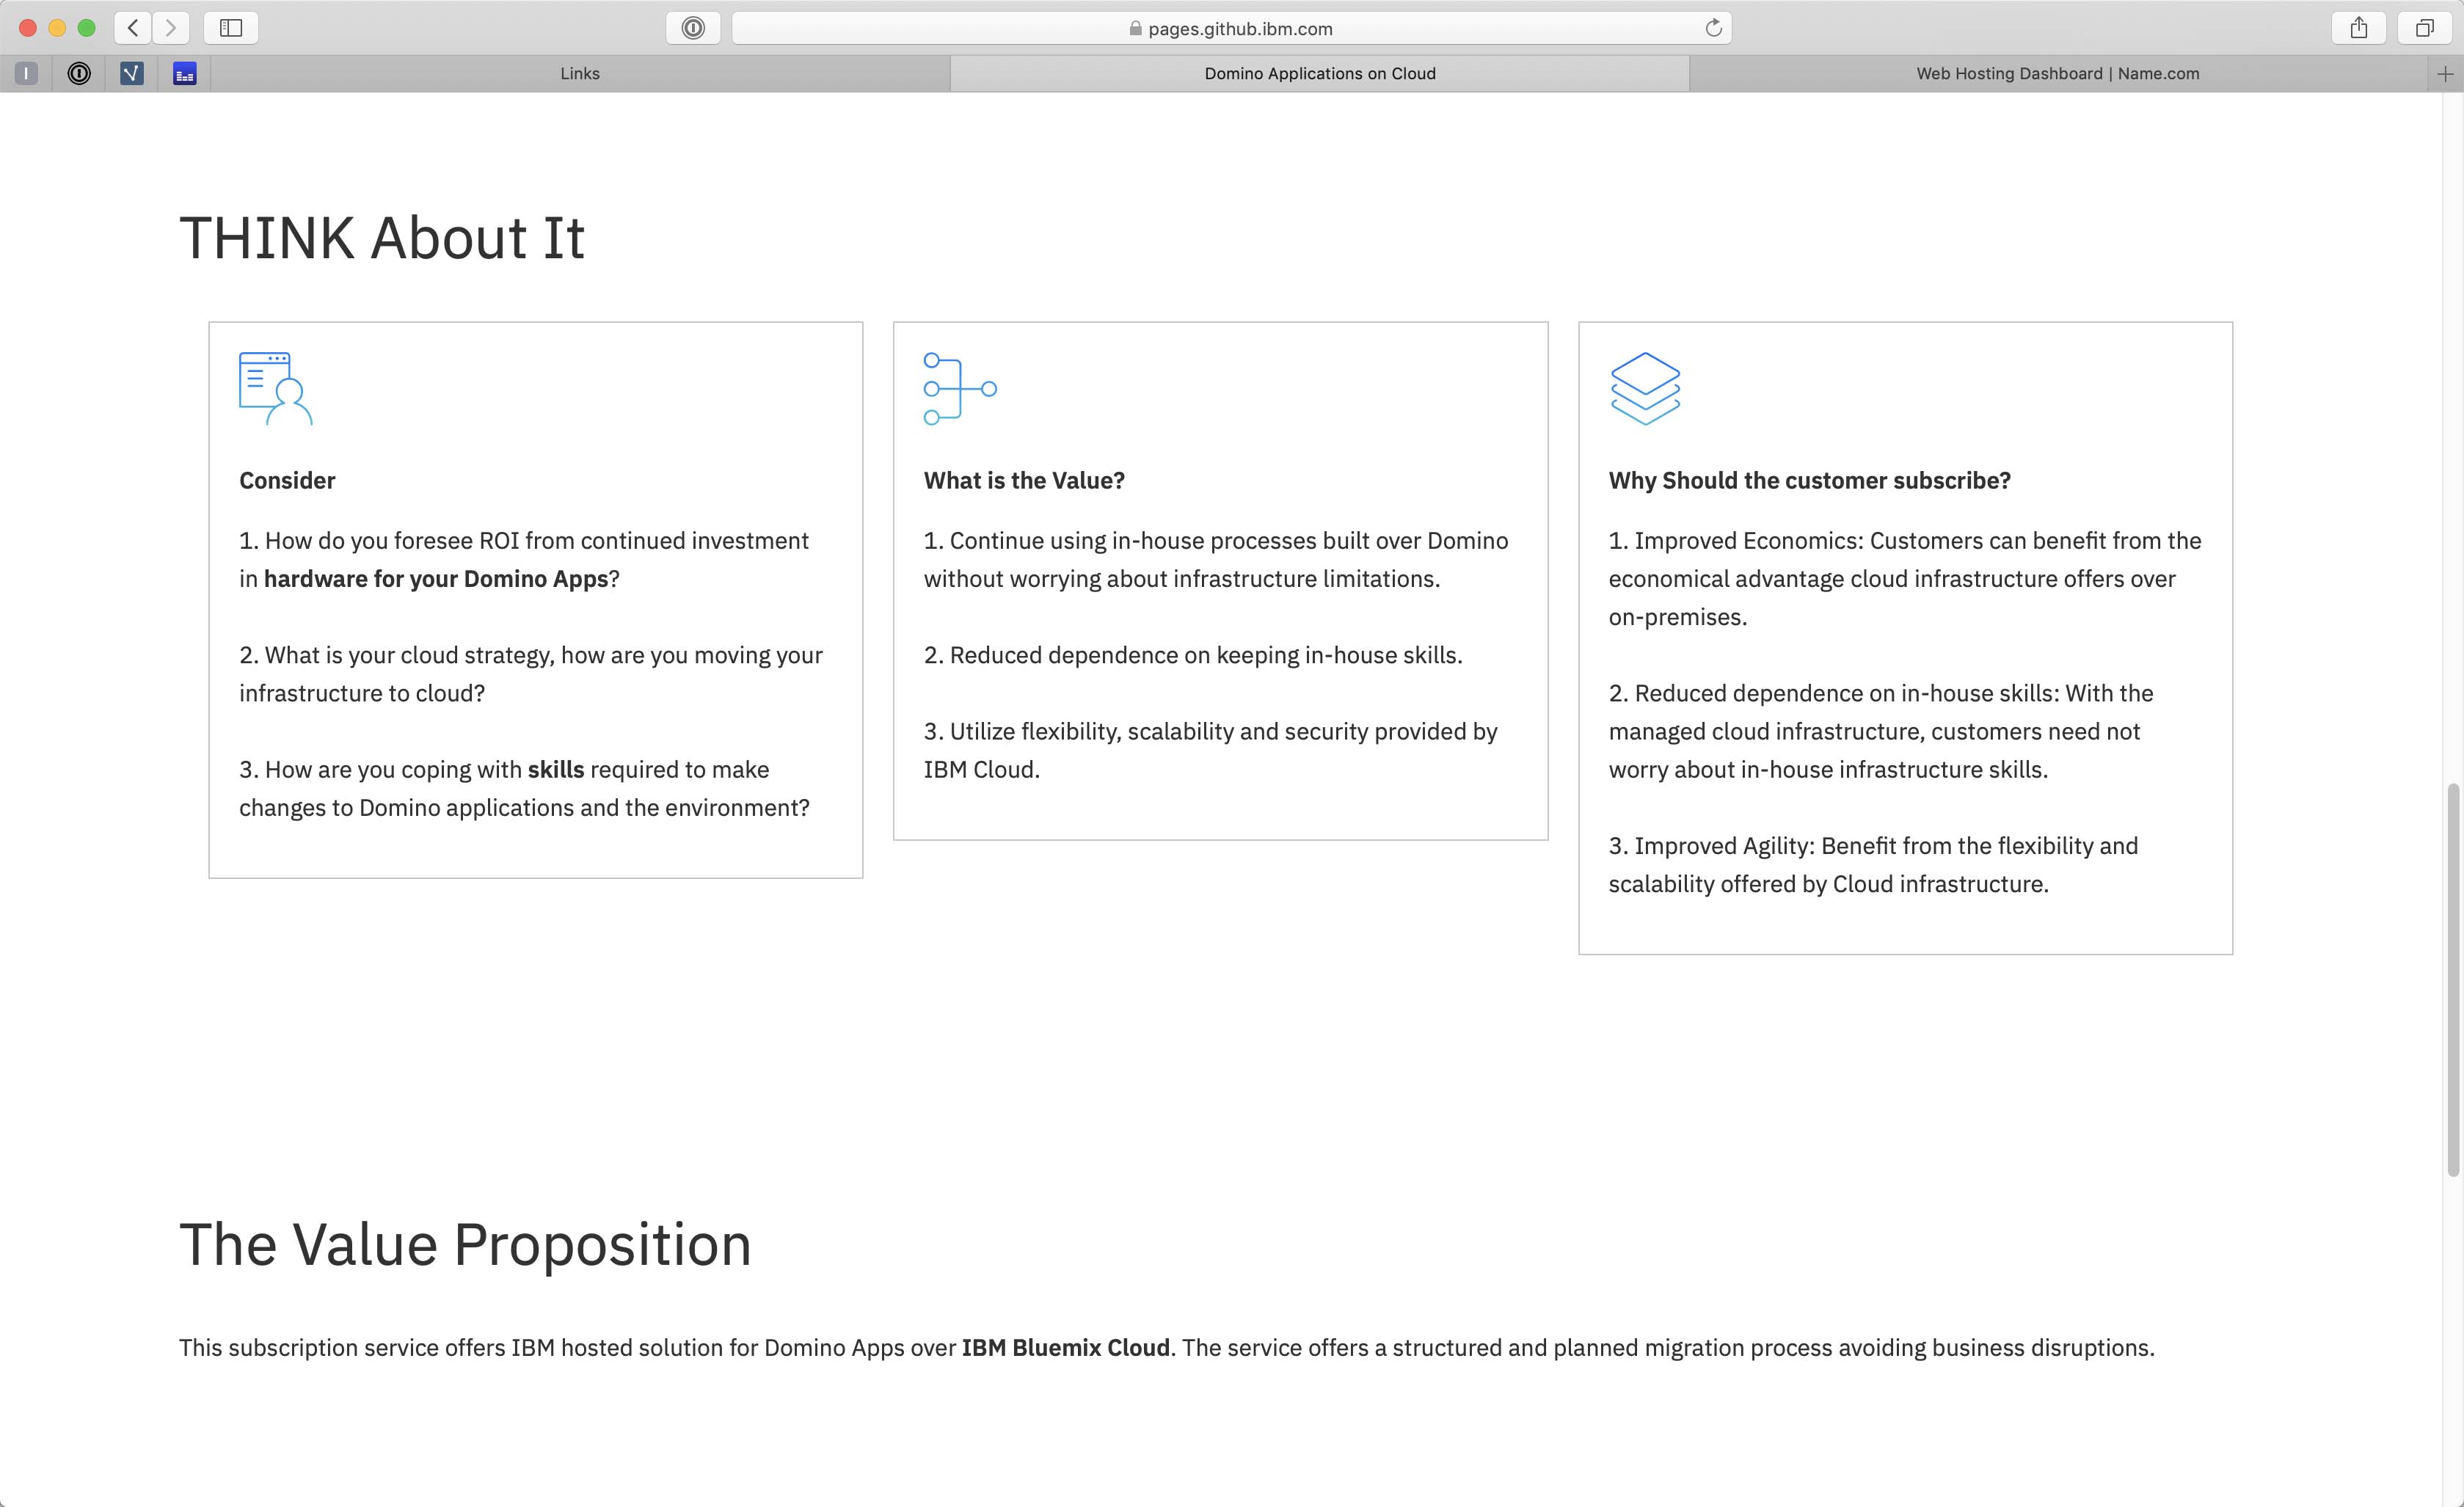 pages.github.ibm.com
Links
Domino Applications on Cloud
Web Hosting Dashboard | Name.com
THINK About It
Consider
1. How do you foresee ROI from continued investment
in hardware for your Domino Apps?
2. What is your cloud strategy, how are you moving your
infrastructure to cloud?
3. How are you coping with skills required to make
changes to Domino applications and the environment?
What is the Value?
1. Continue using in-house processes built over Domino
without worrying about infrastructure limitations.
2. Reduced dependence on keeping in-house skills.
3. Utilize flexibility, scalability and security provided by
IBM Cloud.
Why Should the customer subscribe?
1. Improved Economics: Customers can benefit from the
economical advantage cloud infrastructure offers over
on-premises.
2. Reduced dependence on in-house skills: With the
managed cloud infrastructure, customers need not
worry about in-house infrastructure skills.
3. Improved Agility: Benefit from the flexibility and
scalability offered by Cloud infrastructure.
The Value Proposition
This subscription service offers IBM hosted solution for Domino Apps over IBM Bluemix Cloud. The service offers a structured and planned migration process avoiding business disruptions.